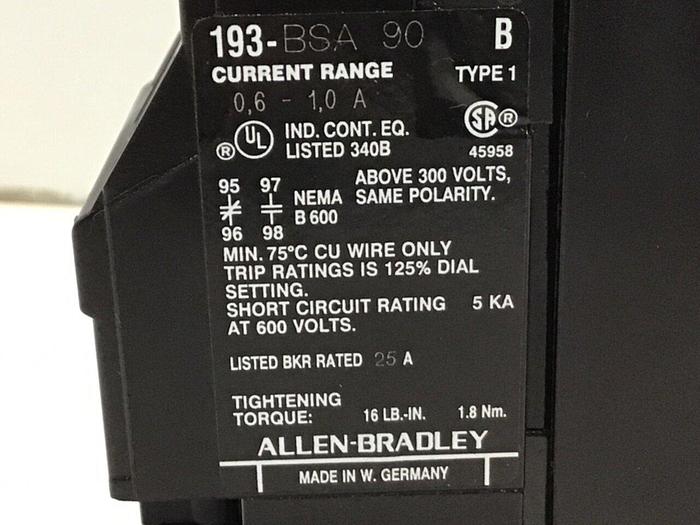 193-BSA 90 B
CURRENT RANGE TYPE 1
0,6 - 1,0 A
UL ® IND. CONT. EQ. SA ®
LISTED 340B 45958
ABOVE 300 VOLTS,
95 97 NEMA SAME POLARITY.
B 600
96 98
MIN. 75°C CU WIRE ONLY
TRIP RATINGS IS 125% DIAL
SETTING.
SHORT CIRCUIT RATING 5 KA
AT 600 VOLTS.
LISTED BKR RATED 25 A
TIGHTENING
TORQUE: 16 LB.-IN. 1.8 Nm.
ALLEN-BRADLEY
MADE IN W. GERMANY